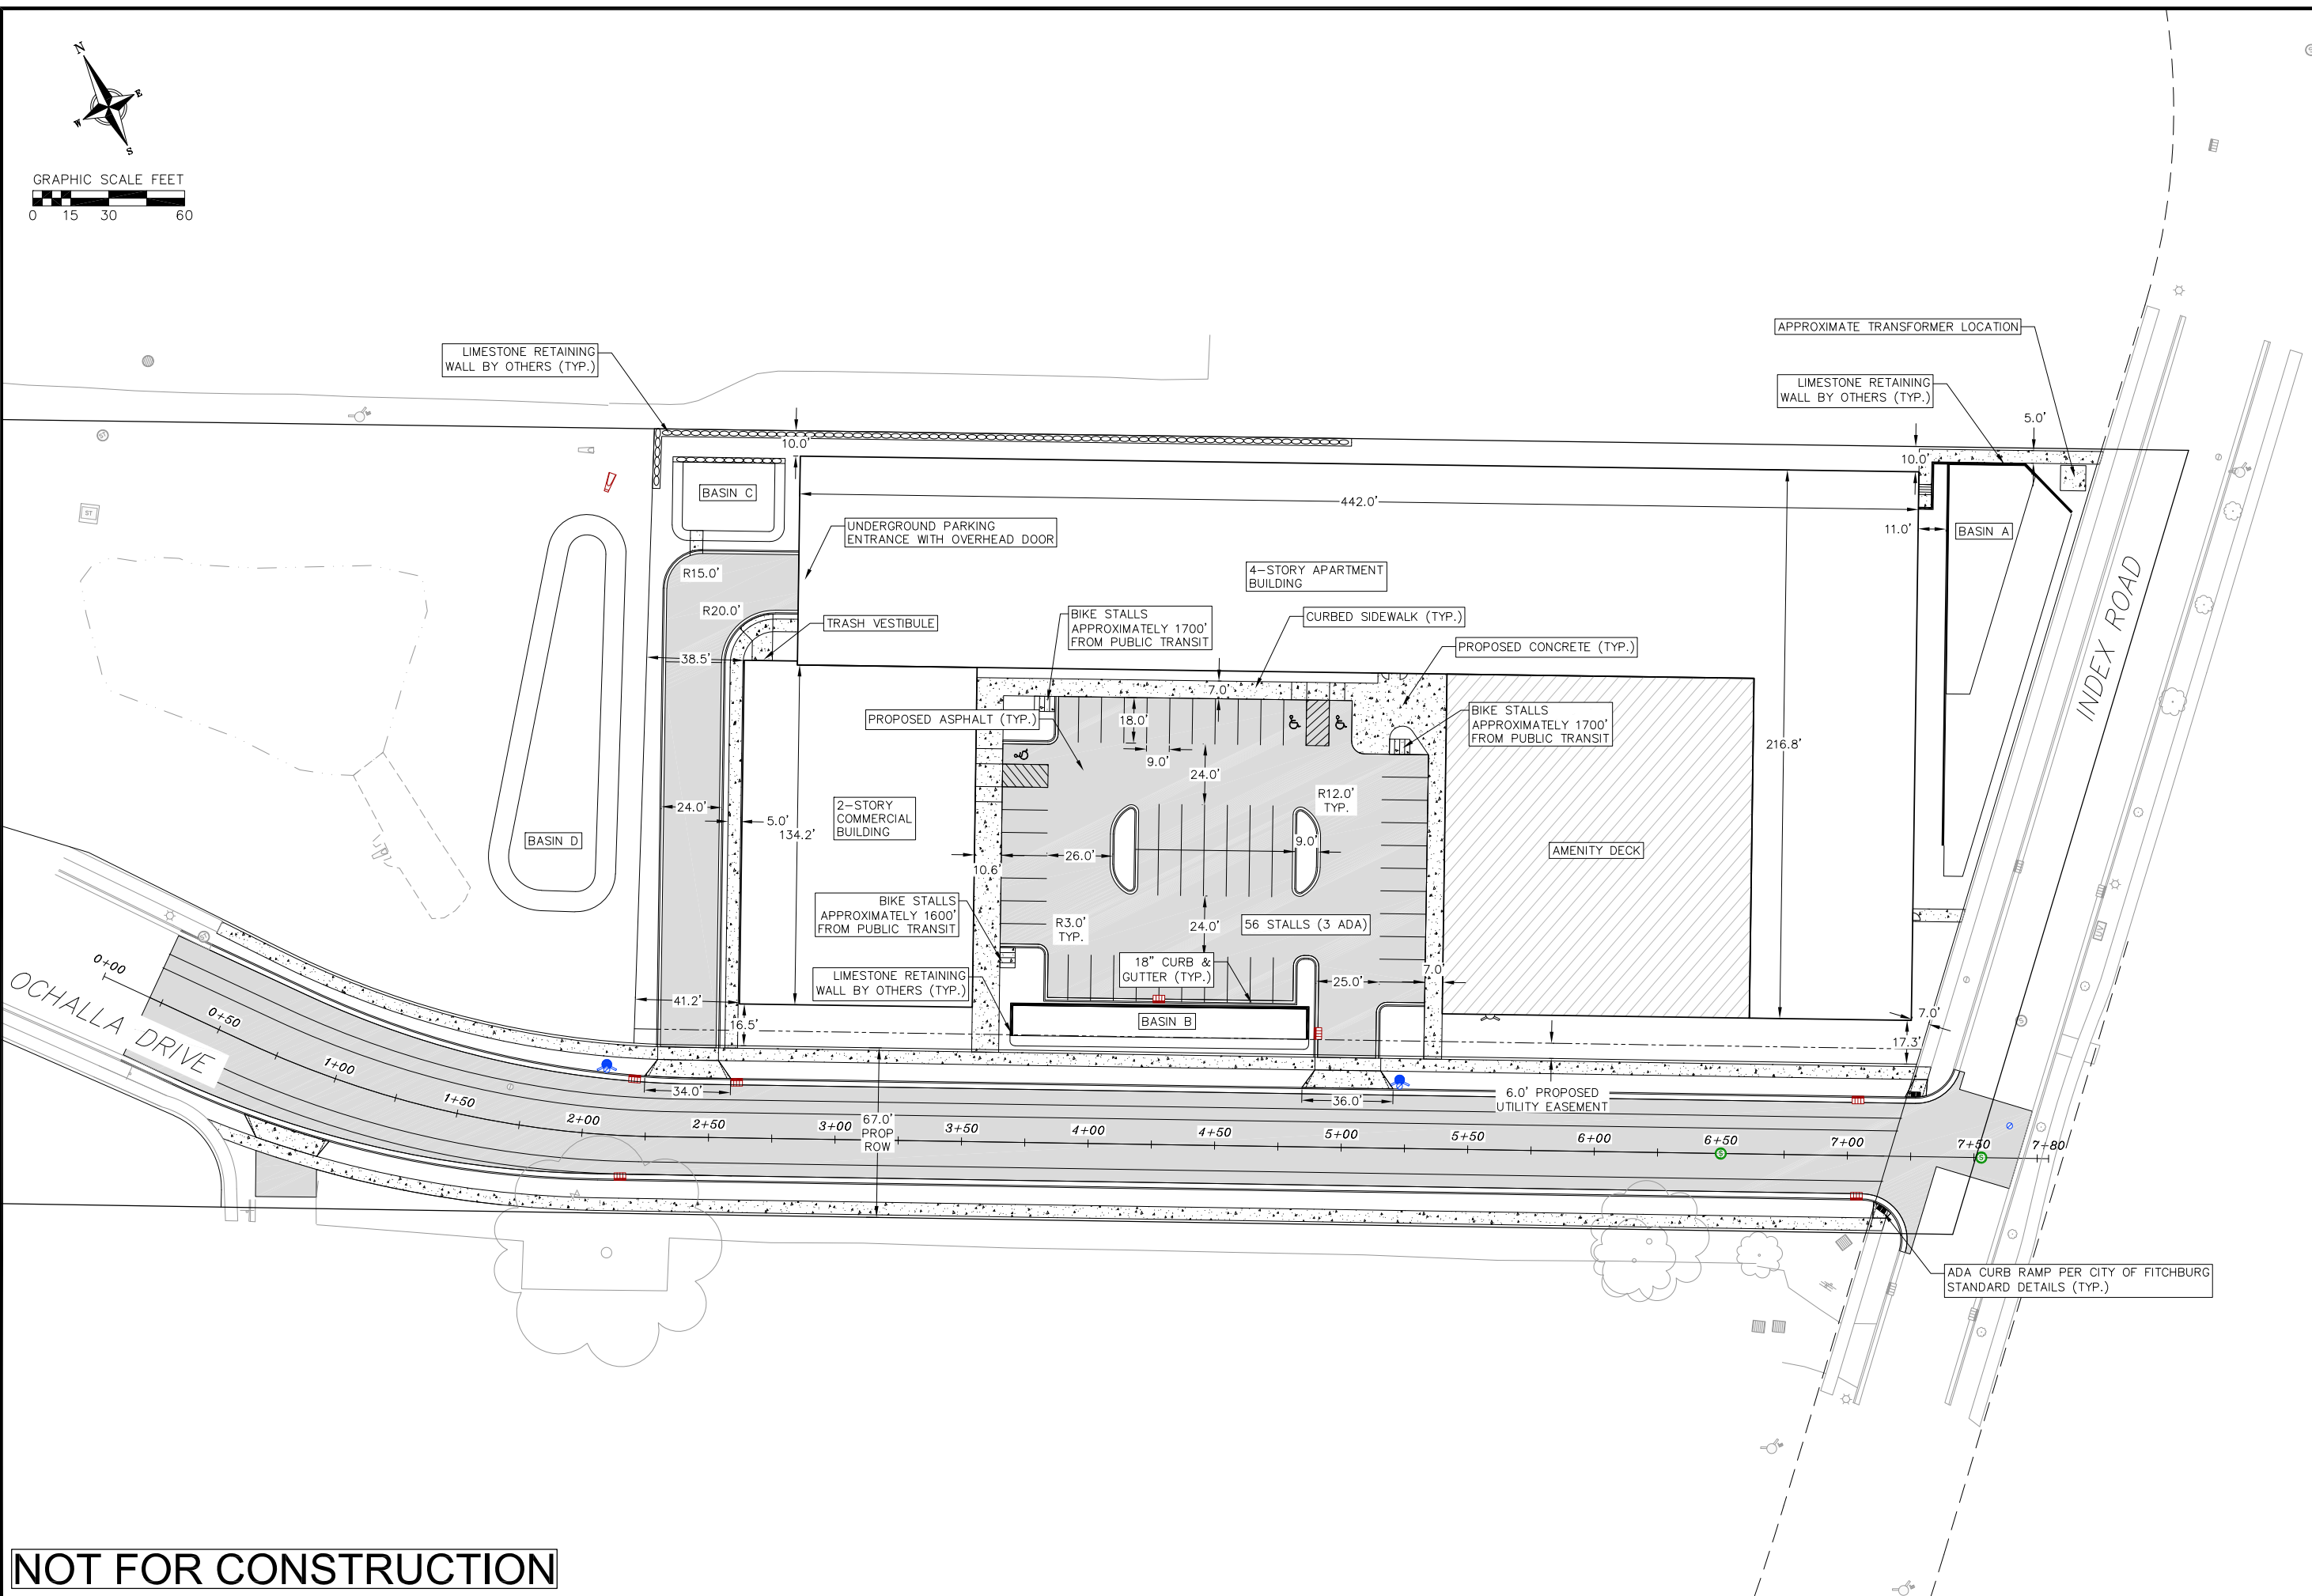 N
E
W
S
GRAPHIC SCALE FEET
0 15 30 60
APPROXIMATE TRANSFORMER LOCATION
LIMESTONE RETAINING
WALL BY OTHERS (TYP.)
LIMESTONE RETAINING
WALL BY OTHERS (TYP.)
5.0'
10.0'
10.0'
442.0'
BASIN C
UNDERGROUND PARKING
ENTRANCE WITH OVERHEAD DOOR
11.0'
BASIN A
ST
ST
R15.0'
4-STORY APARTMENT
BUILDING
R20.0'
BIKE STALLS
APPROXIMATELY 1700'
FROM PUBLIC TRANSIT
CURBED SIDEWALK (TYP.)
TRASH VESTIBULE
PROPOSED CONCRETE (TYP.)
38.5'
INDEX ROAD
7.0'
PROPOSED ASPHALT (TYP.)
18.0'
BIKE STALLS
APPROXIMATELY 1700'
FROM PUBLIC TRANSIT
9.0'
24.0'
216.8'
R12.0'
TYP.
24.0'
5.0'
134.2'
2-STORY
COMMERCIAL
BUILDING
BASIN D
9.0'
26.0'
10.6'
AMENITY DECK
BIKE STALLS
APPROXIMATELY 1600'
FROM PUBLIC TRANSIT
R3.0'
TYP.
24.0'
56 STALLS (3 ADA)
UV
LIMESTONE RETAINING
WALL BY OTHERS (TYP.)
18" CURB &
GUTTER (TYP.)
25.0'
7.0'
41.2'
16.5'
BASIN B
7.0'
17.3'
OCHALLA DRIVE
34.0'
36.0'
6.0' PROPOSED
UTILITY EASEMENT
67.0'
PROP
ROW
0+00
0+50
1+00
1+50
2+00
2+50
3+00
3+50
4+00
4+50
5+00
5+50
6+00
6+50
7+00
7+50
7+80
S
S
ADA CURB RAMP PER CITY OF FITCHBURG
STANDARD DETAILS (TYP.)
NOT FOR CONSTRUCTION